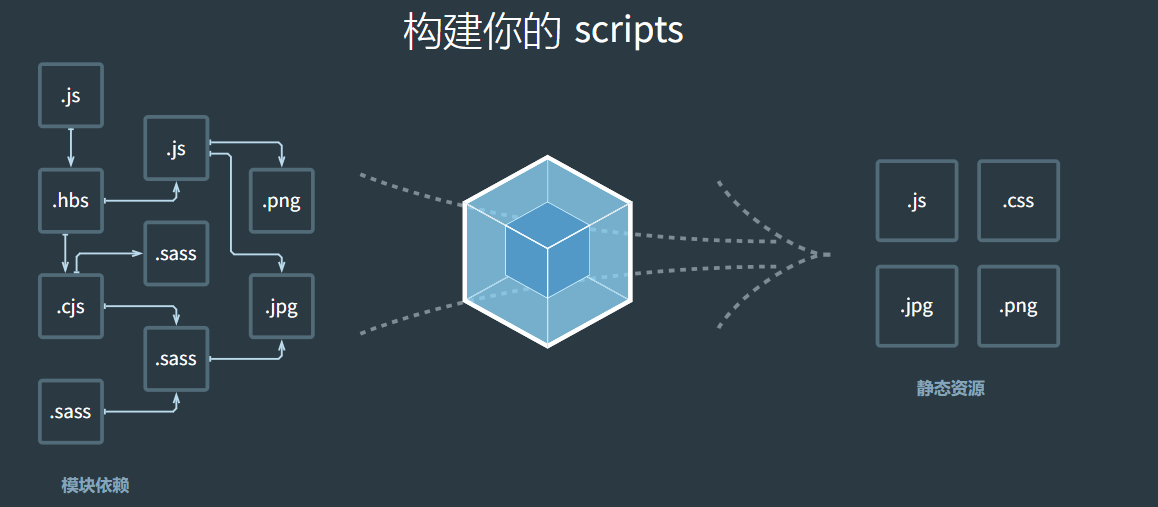 构建你的 scripts
.js
.js
.hbs
.png
.sass
.cjs
.jpg
.sass
.sass
模块依赖
.js
.css
.jpg
.png
静态资源